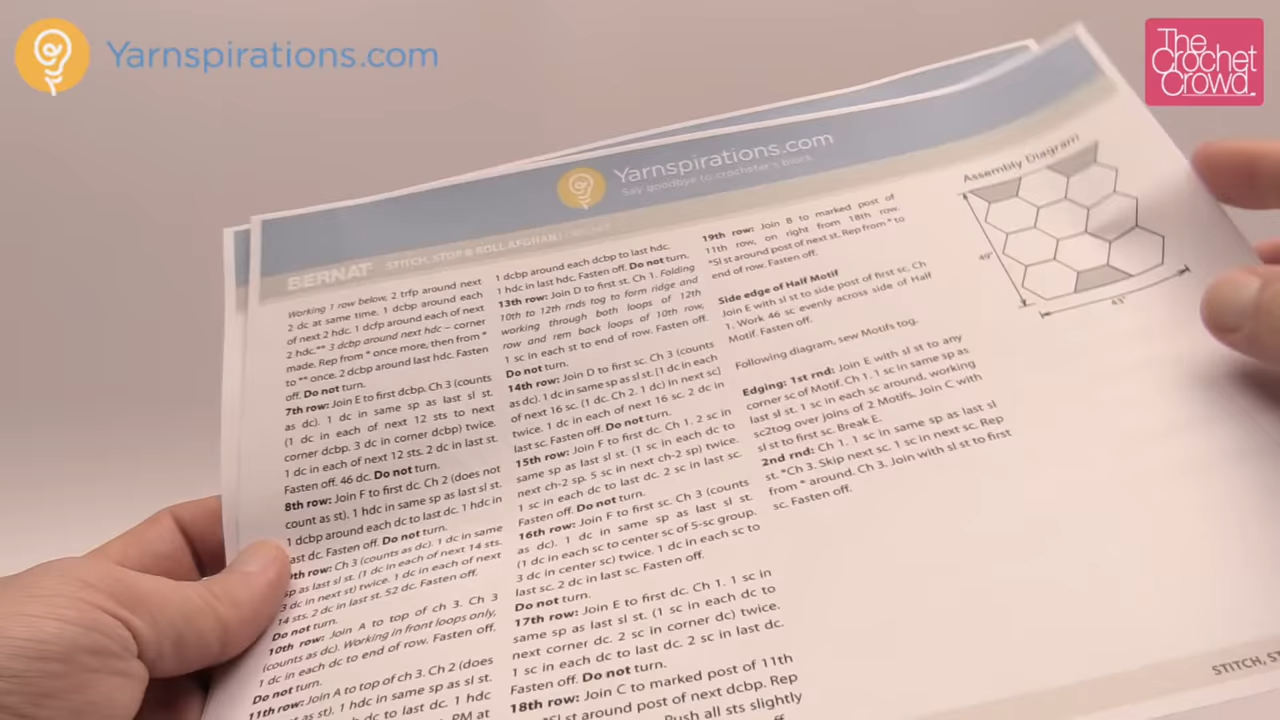 Yarnspirations.com
The
Crochet
Crowd
Yarnspirations.com
Say goodbye to crochster's block.
BERNAT STITCH, STOP & ROLL AFGHAN | CROCHET
Working 1 row below, 2 trfp around next
2 dc at same time. 1 dcbp around each
of next 2 hdc. 1 dcfp around each of next
2 hdc.** 3 dcbp around next hdc – corner
made. Rep from * once more, then from *
to ** once. 2 dcbp around last hdc. Fasten
off. Do not turn.
7th row: Join E to first dcbp. Ch 3 (counts
as dc). 1 dc in same sp as last sl st.
(1 dc in each of next 12 sts to next
corner dcbp. 3 dc in corner dcbp) twice.
1 dc in each of next 12 sts. 2 dc in last st.
Fasten off. 46 dc. Do not turn.
8th row: Join F to first dc. Ch 2 (does not
count as st). 1 hdc in same sp as last sl st.
1 dcbp around each dc to last dc. 1 hdc in
last dc. Fasten off. Do not turn.
row: Ch 3 (counts as dc). 1 dc in same
sp as last sl st. (1 dc in each of next 14 sts.
3 dc in next st) twice. 1 dc in each of next
14 sts. 2 dc in last st. 52 dc. Fasten off.
Do not turn.
10th row: Join A to top of ch 3. Ch 3
(counts as dc). Working in front loops only,
1 dc in each dc to end of row. Fasten off.
Do not turn.
11th row: Join A to top of ch 3. Ch 2 (does
as st). 1 hdc in same sp as sl st.
dc to last dc. 1 hdc
PM at
1 dcbp around each dcbp to last hdc.
1 hdc in last hdc. Fasten off. Do not turn.
13th row: Join D to first st. Ch 1. Folding
10th to 12th rnds tog to form ridge and
working through both loops of 12th
row and rem back loops of 10th row,
1 sc in each st to end of row. Fasten off.
Do not turn.
14th row: Join D to first sc. Ch 3 (counts
as dc). 1 dc in same sp as sl st. [1 dc in each
of next 16 sc. (1 dc. Ch 2. 1 dc) in next sc]
twice. 1 dc in each of next 16 sc. 2 dc in
last sc. Fasten off. Do not turn.
15th row: Join F to first dc. Ch 1. 2 sc in
same sp as last sl st. (1 sc in each dc to
next ch-2 sp. 5 sc in next ch-2 sp) twice.
1 sc in each dc to last dc. 2 sc in last sc.
Fasten off. Do not turn.
16th row: Join F to first sc. Ch 3 (counts
as dc). 1 dc in same sp as last sl st.
(1 dc in each sc to center sc of 5-sc group.
3 dc in center sc) twice. 1 dc in each sc to
last sc. 2 dc in last sc. Fasten off.
Do not turn.
17th row: Join E to first dc. Ch 1. 1 sc in
same sp as last sl st. (1 sc in each dc to
next corner dc. 2 sc in corner dc) twice.
1 sc in each dc to last dc. 2 sc in last dc.
Fasten off. Do not turn.
18th row: Join C to marked post of 11th
*Sl st around post of next dcbp. Rep
Push all sts slightly
19th row: Join B to marked post of
11th row, on right from 18th row.
*Sl st around post of next st. Rep from * to
end of row. Fasten off.
Side edge of Half Motif
Join E with sl st to side post of first sc. Ch
1. Work 46 sc evenly across side of Half
Motif. Fasten off.
Following diagram, sew Motifs tog.
Edging: 1st rnd: Join E with sl st to any
corner sc of Motif. Ch 1. 1 sc in same sp as
last sl st. 1 sc in each sc around, working
sc2tog over joins of 2 Motifs. Join C with
sl st to first sc. Break E.
2nd rnd: Ch 1. 1 sc in same sp as last sl
st. *Ch 3. Skip next sc. 1 sc in next sc. Rep
from * around. Ch 3. Join with sl st to first
sc. Fasten off.
Assembly Diagram
49"
43"
STITCH, ST